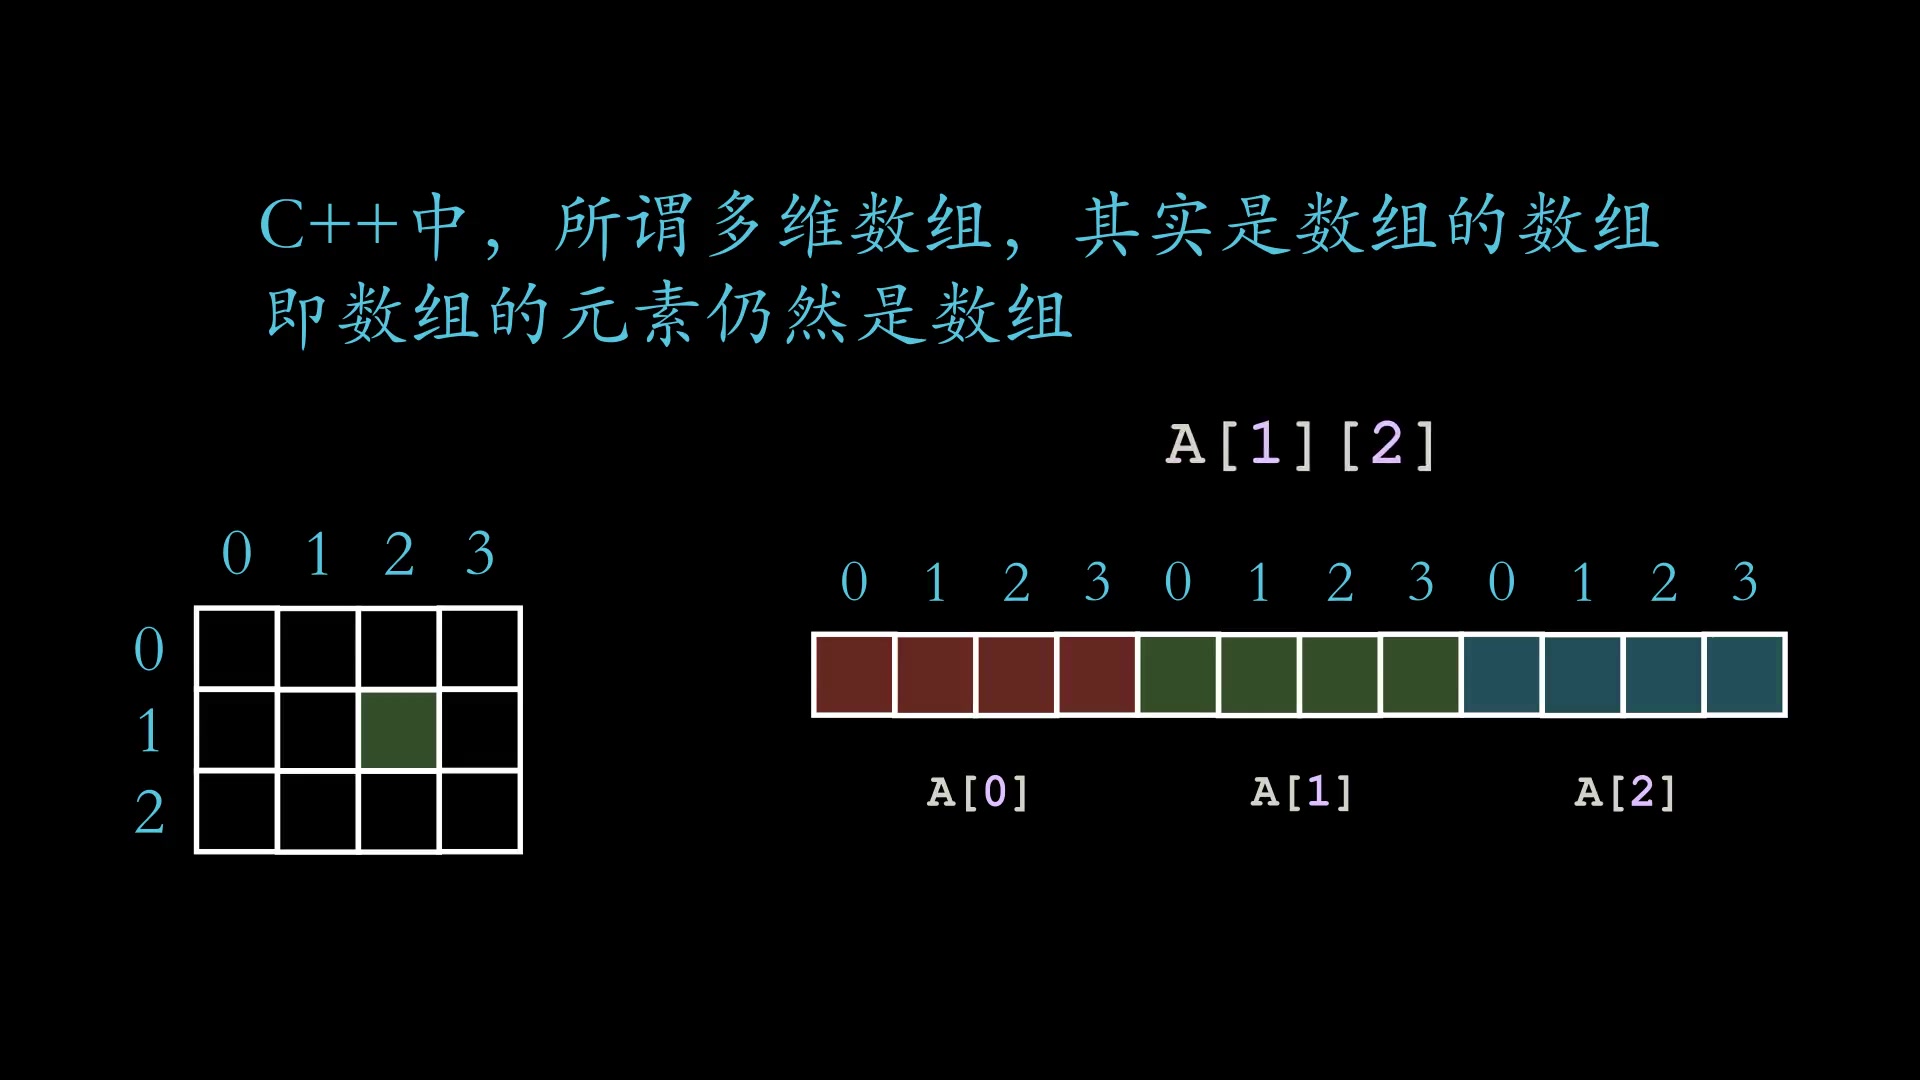 C++中，所谓多维数组，其实是数组的数组
即数组的元素仍然是数组
A[1][2]
0 1 2 3
0 1 2 3 0 1 2 3 0 1 2 3
0
1
2
A[0] A[1] A[2]